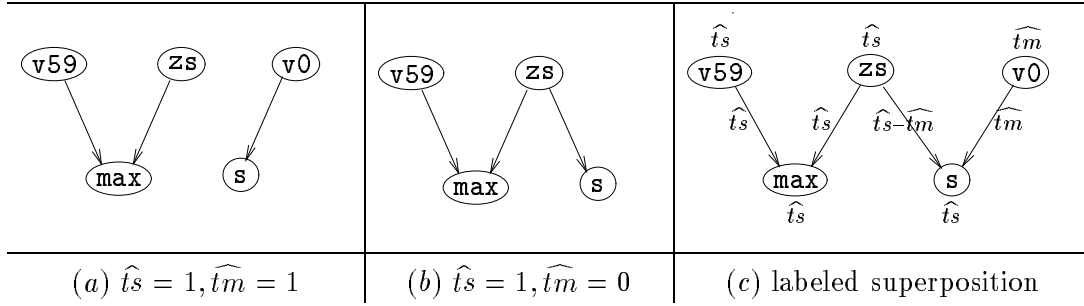 v59 zs v0
max s
v59 zs
max s
t̂s t̂s t̂m
v59 zs v0
t̂s t̂s t̂s–t̂m t̂m
max s
t̂s t̂s
(a) t̂s = 1, t̂m = 1
(b) t̂s = 1, t̂m = 0
(c) labeled superposition